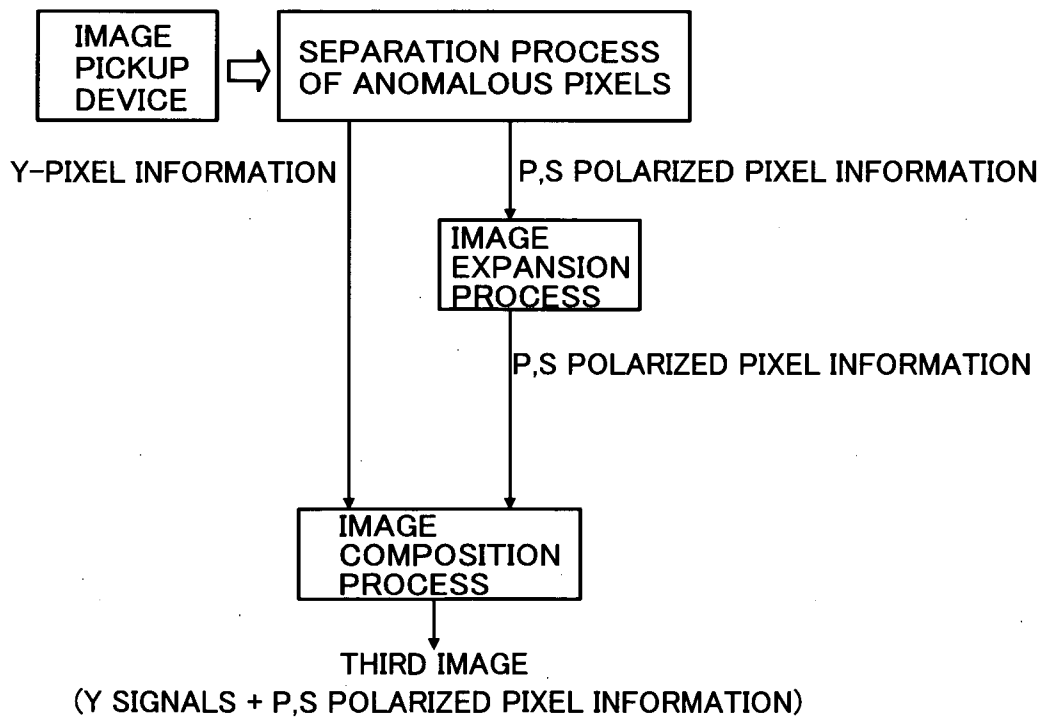 IMAGE
PICKUP
DEVICE
SEPARATION PROCESS
OF ANOMALOUS PIXELS
Y-PIXEL INFORMATION
P,S POLARIZED PIXEL INFORMATION
IMAGE
EXPANSION
PROCESS
P,S POLARIZED PIXEL INFORMATION
IMAGE
COMPOSITION
PROCESS
THIRD IMAGE
(Y SIGNALS + P,S POLARIZED PIXEL INFORMATION)